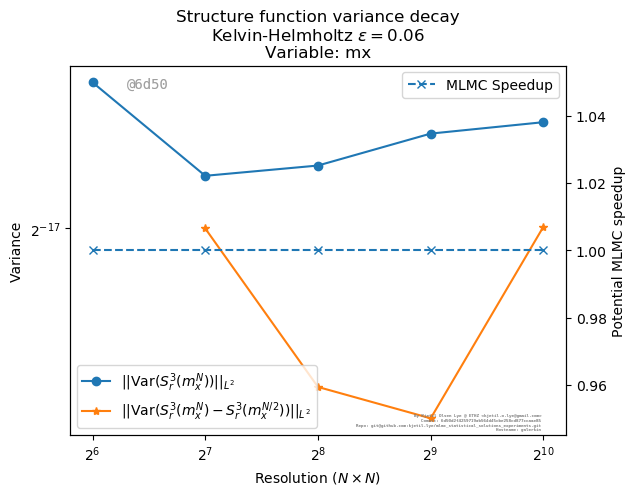 Structure function variance decay
Kelvin-Helmholtz ϵ = 0.06
Variable: mx
@6d50
MLMC Speedup
1.04
1.02
1.00
0.98
0.96
Potential MLMC speedup
Variance
2^{-17}
||Var(S_r^3(m_x^N))||_{L^2}
||Var(S_r^3(m_x^N) − S_r^3(m_x^{N/2}))||_{L^2}
2^6
2^7
2^8
2^9
2^{10}
Resolution (N × N)